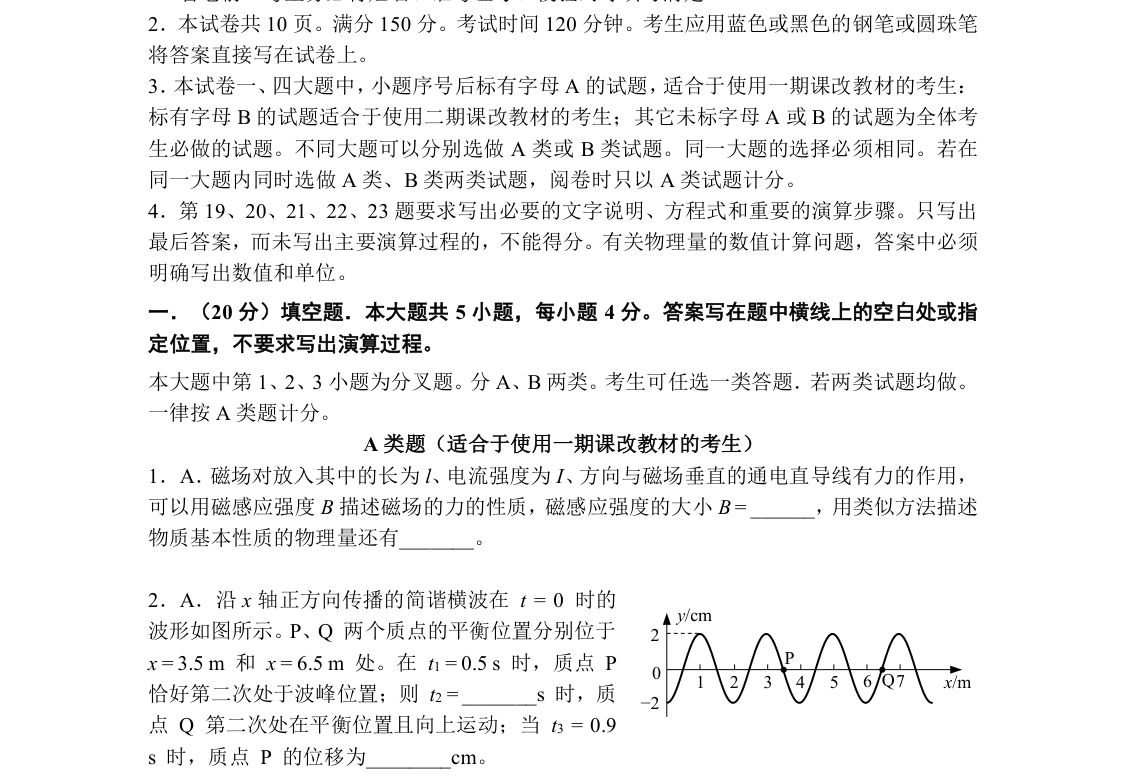 2．本试卷共 10 页。满分 150 分。考试时间 120 分钟。考生应用蓝色或黑色的钢笔或圆珠笔
将答案直接写在试卷上。
3．本试卷一、四大题中，小题序号后标有字母 A 的试题，适合于使用一期课改教材的考生：
标有字母 B 的试题适合于使用二期课改教材的考生；其它未标字母 A 或 B 的试题为全体考
生必做的试题。不同大题可以分别选做 A 类或 B 类试题。同一大题的选择必须相同。若在
同一大题内同时选做 A 类、B 类两类试题，阅卷时只以 A 类试题计分。
4．第 19、20、21、22、23 题要求写出必要的文字说明、方程式和重要的演算步骤。只写出
最后答案，而未写出主要演算过程的，不能得分。有关物理量的数值计算问题，答案中必须
明确写出数值和单位。
一．（20 分）填空题．本大题共 5 小题，每小题 4 分。答案写在题中横线上的空白处或指
定位置，不要求写出演算过程。
本大题中第 1、2、3 小题为分叉题。分 A、B 两类。考生可任选一类答题．若两类试题均做。
一律按 A 类题计分。
A 类题（适合于使用一期课改教材的考生）
1．A．磁场对放入其中的长为 l、电流强度为 I、方向与磁场垂直的通电直导线有力的作用，
可以用磁感应强度 B 描述磁场的力的性质，磁感应强度的大小 B = ______，用类似方法描述
物质基本性质的物理量还有_______。
2．A．沿 x 轴正方向传播的简谐横波在 t = 0 时的
波形如图所示。P、Q 两个质点的平衡位置分别位于
x = 3.5 m 和 x = 6.5 m 处。在 t1 = 0.5 s 时，质点 P
恰好第二次处于波峰位置；则 t2 = _______s 时，质
点 Q 第二次处在平衡位置且向上运动；当 t3 = 0.9
s 时，质点 P 的位移为________cm。
y/cm
2
P
0
1 2 3 4 5 6 Q 7 x/m
−2